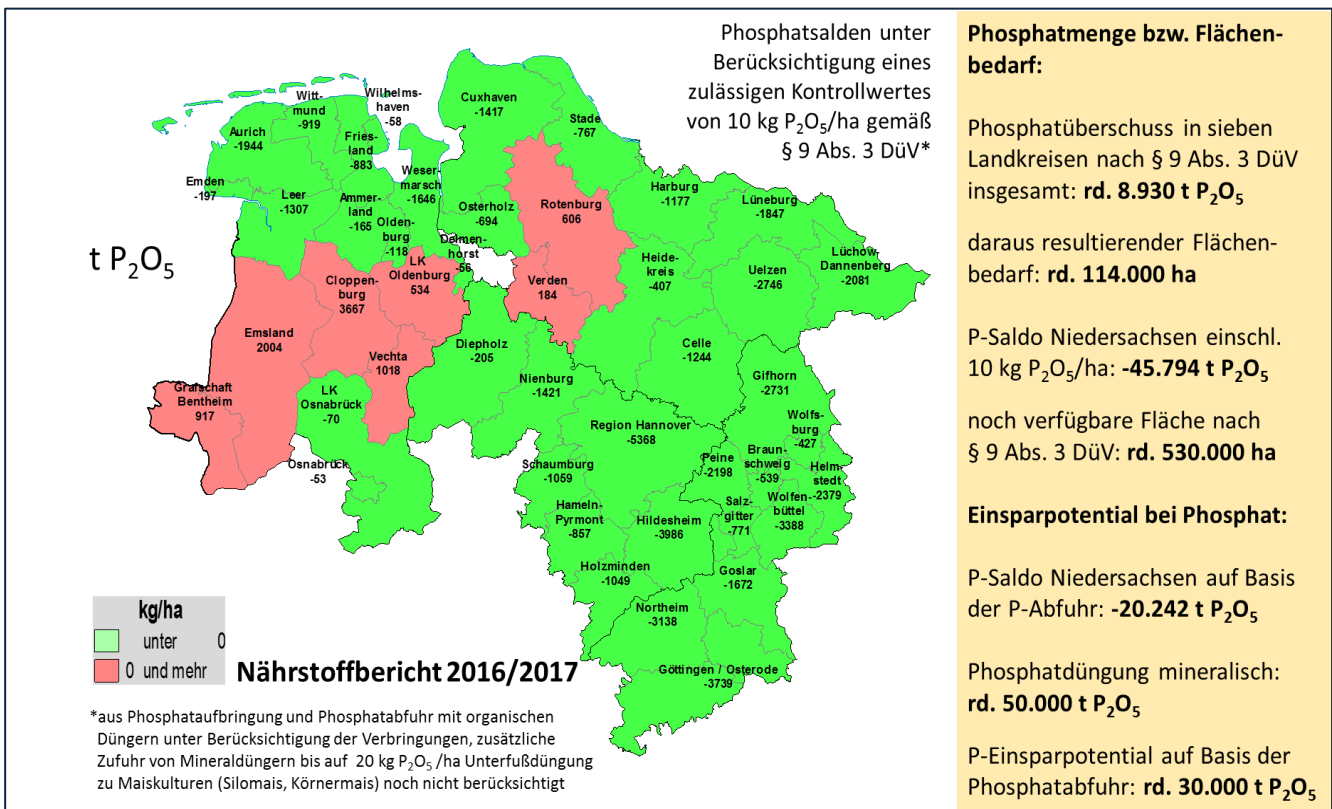 Phosphatsalden unter
Berücksichtigung eines
zulässigen Kontrollwertes
von 10 kg P₂O₅/ha gemäß
§ 9 Abs. 3 DüV*
t P₂O₅
Witt-
mund
-919
Wilhelms-
haven
-58
Cuxhaven
-1417
Stade
-767
Aurich
-1944
Fries-
land
-883
Emden
-197
Leer
-1307
Ammer-
land
-165
Weser
marsch
-1646
Osterholz
-694
Rotenburg
606
Harburg
-1177
Lüneburg
-1847
Olden-
burg
-118
Delmen-
horst
-56
LK
Oldenburg
534
Cloppen-
burg
3667
Verden
184
Heide-
kreis
-407
Uelzen
-2746
Lüchow-
Dannenberg
-2081
Emsland
2004
Vechta
1018
Diepholz
-205
Celle
-1244
Gifhorn
-2731
Grafschaft
Bentheim
917
LK
Osnabrück
-70
Nienburg
-1421
Osnabrück
-53
Region Hannover
-5368
Wolfs-
burg
-427
Schaumburg
-1059
Peine
-2198
Braun-
schweig
-539
Helm-
stedt
-2379
Hameln-
Pyrmont
-857
Hildesheim
-3986
Salz-
gitter
-771
Wolfen-
büttel
-3388
Holzminden
-1049
Goslar
-1672
Northeim
-3138
Göttingen / Osterode
-3739
kg/ha
unter 0
0 und mehr
Nährstoffbericht 2016/2017
*aus Phosphataufbringung und Phosphatabfuhr mit organischen
Düngern unter Berücksichtigung der Verbringungen, zusätzliche
Zufuhr von Mineraldüngern bis auf 20 kg P₂O₅ /ha Unterfußdüngung
zu Maiskulturen (Silomais, Körnermais) noch nicht berücksichtigt
Phosphatmenge bzw. Flächen-
bedarf:
Phosphatüberschuss in sieben
Landkreisen nach § 9 Abs. 3 DüV
insgesamt: rd. 8.930 t P₂O₅
daraus resultierender Flächen-
bedarf: rd. 114.000 ha
P-Saldo Niedersachsen einschl.
10 kg P₂O₅/ha: -45.794 t P₂O₅
noch verfügbare Fläche nach
§ 9 Abs. 3 DüV: rd. 530.000 ha
Einsparpotential bei Phosphat:
P-Saldo Niedersachsen auf Basis
der P-Abfuhr: -20.242 t P₂O₅
Phosphatdüngung mineralisch:
rd. 50.000 t P₂O₅
P-Einsparpotential auf Basis der
Phosphatabfuhr: rd. 30.000 t P₂O₅